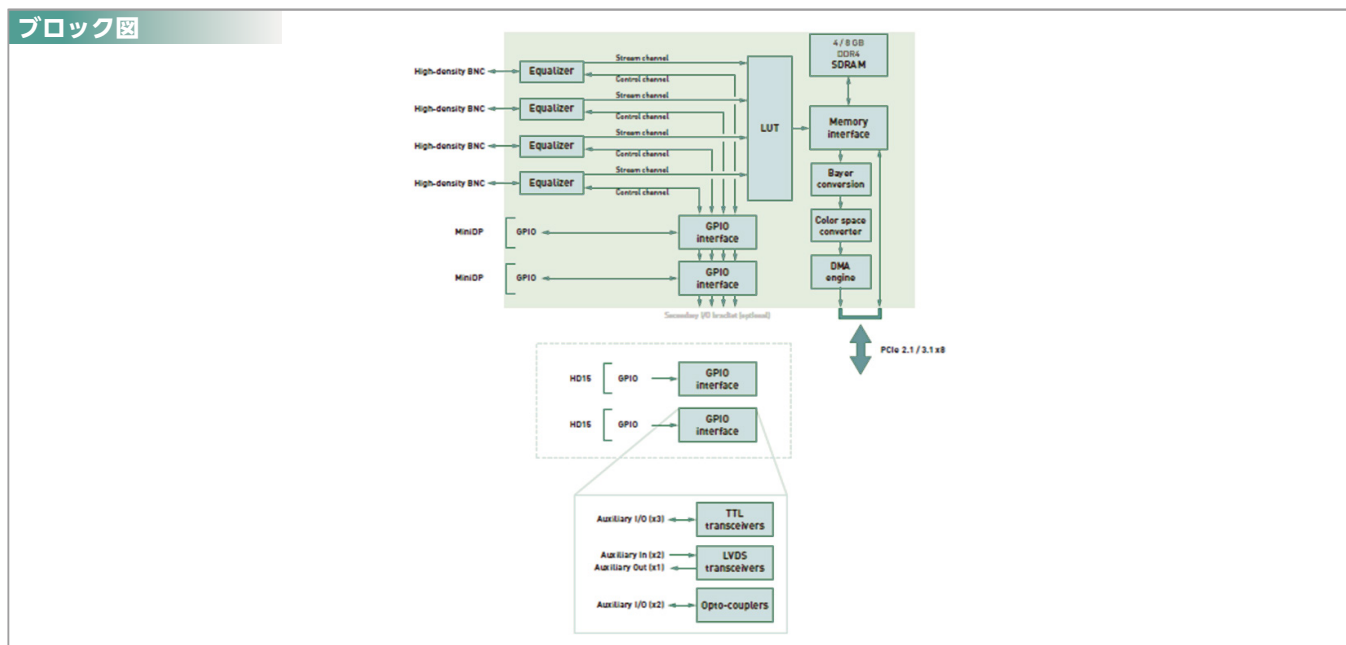 ブロック図
4 / 8 GB
DDR4
SDRAM
High-density BNC
Equalizer
Stream channel
Control channel
High-density BNC
Equalizer
Stream channel
Control channel
High-density BNC
Equalizer
Stream channel
Control channel
High-density BNC
Equalizer
Stream channel
Control channel
LUT
Memory
interface
Bayer
conversion
Color space
converter
DMA
engine
MiniDP
GPIO
GPIO
interface
MiniDP
GPIO
GPIO
interface
Secondary I/O bracket (optional)
PCIe 2.1 / 3.1 x8
HD15
GPIO
GPIO
interface
HD15
GPIO
GPIO
interface
Auxiliary I/O (x3)
TTL
transceivers
Auxiliary In (x2)
Auxiliary Out (x1)
LVDS
transceivers
Auxiliary I/O (x2)
Opto-couplers